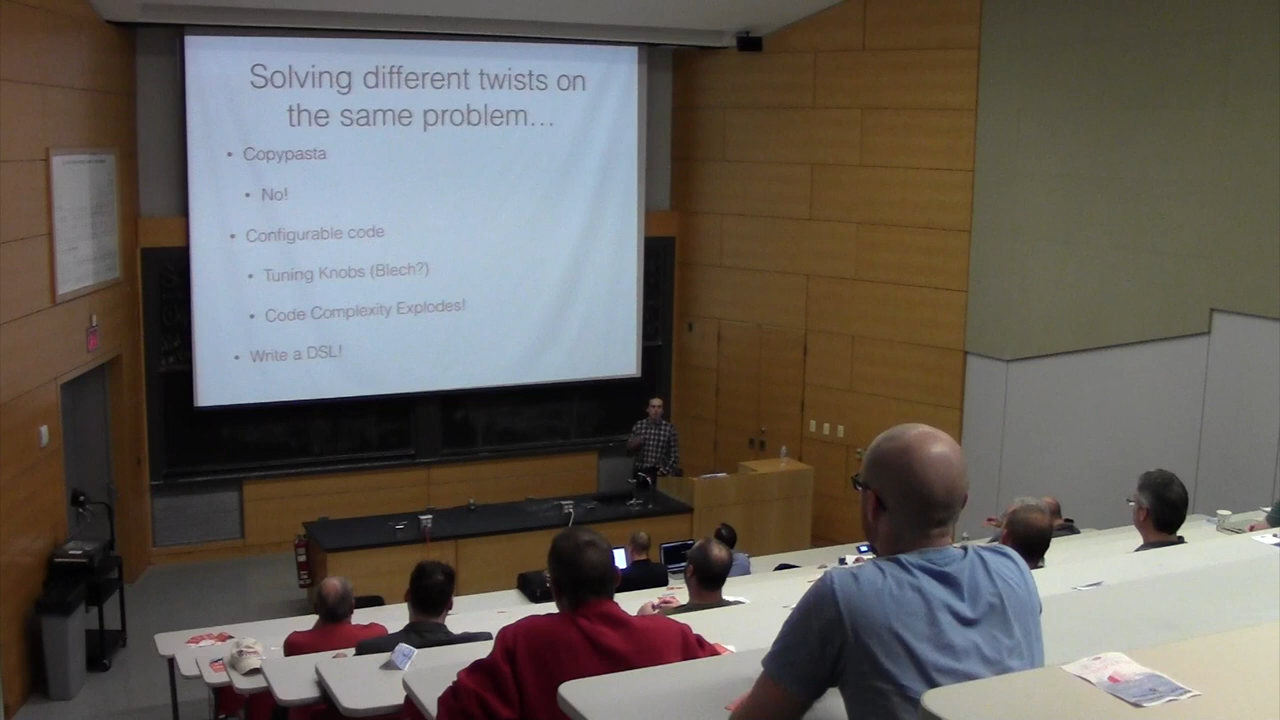 Solving different twists on
the same problem…
• Copypasta
• No!
• Configurable code
• Tuning Knobs (Blech?)
• Code Complexity Explodes!
• Write a DSL!